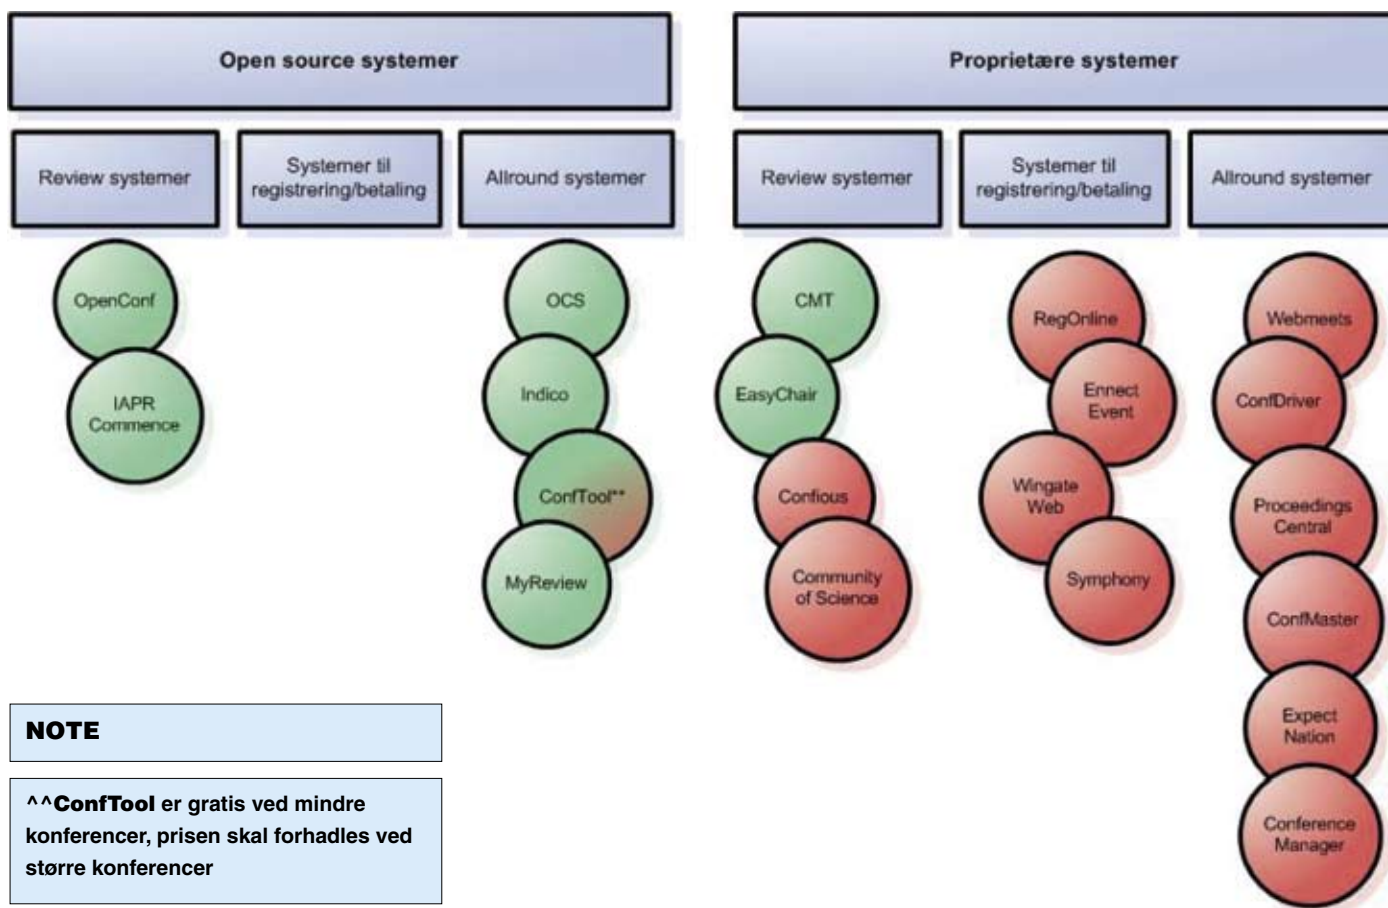 Open source systemer
Proprietære systemer
Review systemer
Systemer til
registrering/betaling
Allround systemer
Review systemer
Systemer til
registrering/betaling
Allround systemer
OpenConf
IAPR
Commence
OCS
Indico
ConfTool**
MyReview
CMT
EasyChair
Confious
Community
of Science
RegOnline
Ennect
Event
Wingate
Web
Symphony
Webmeets
ConfDriver
Proceedings
Central
ConfMaster
Expect
Nation
Conference
Manager
NOTE
^^ConfTool er gratis ved mindre
konferencer, prisen skal forhadles ved
større konferencer